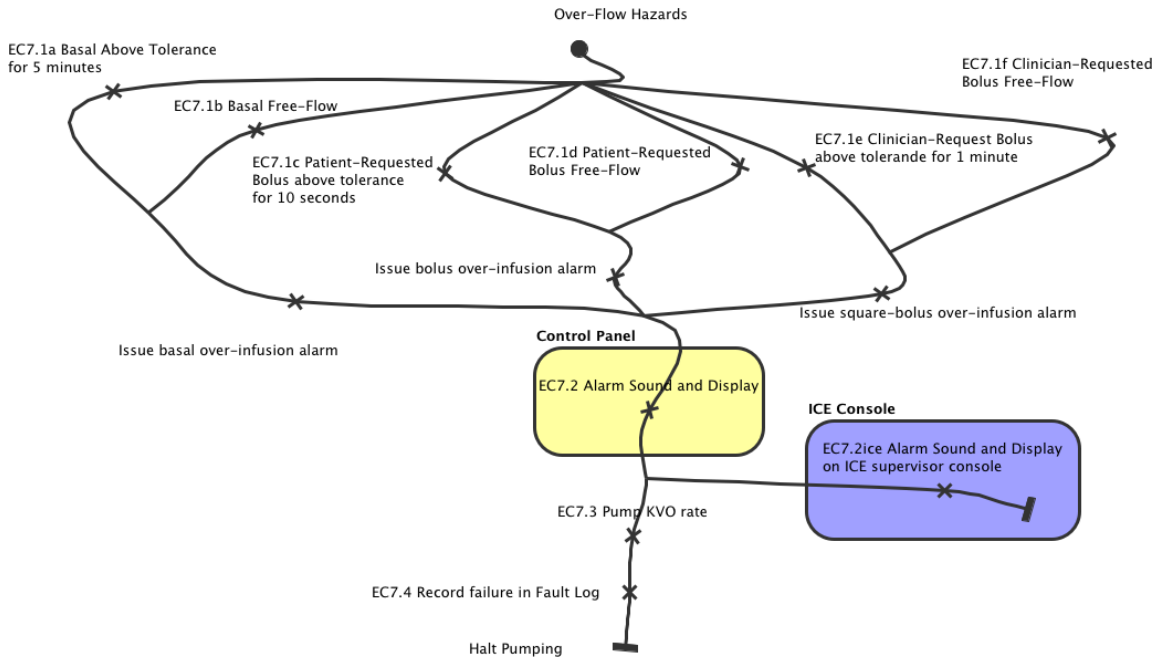 Over-Flow Hazards
EC7.1a Basal Above Tolerance
for 5 minutes
EC7.1f Clinician-Requested
Bolus Free-Flow
EC7.1b Basal Free-Flow
EC7.1c Patient-Requested
Bolus above tolerance
for 10 seconds
EC7.1d Patient-Requested
Bolus Free-Flow
EC7.1e Clinician-Request Bolus
above tolerande for 1 minute
Issue bolus over-infusion alarm
Issue square-bolus over-infusion alarm
Issue basal over-infusion alarm
Control Panel
EC7.2 Alarm Sound and Display
ICE Console
EC7.2ice Alarm Sound and Display
on ICE supervisor console
EC7.3 Pump KVO rate
EC7.4 Record failure in Fault Log
Halt Pumping